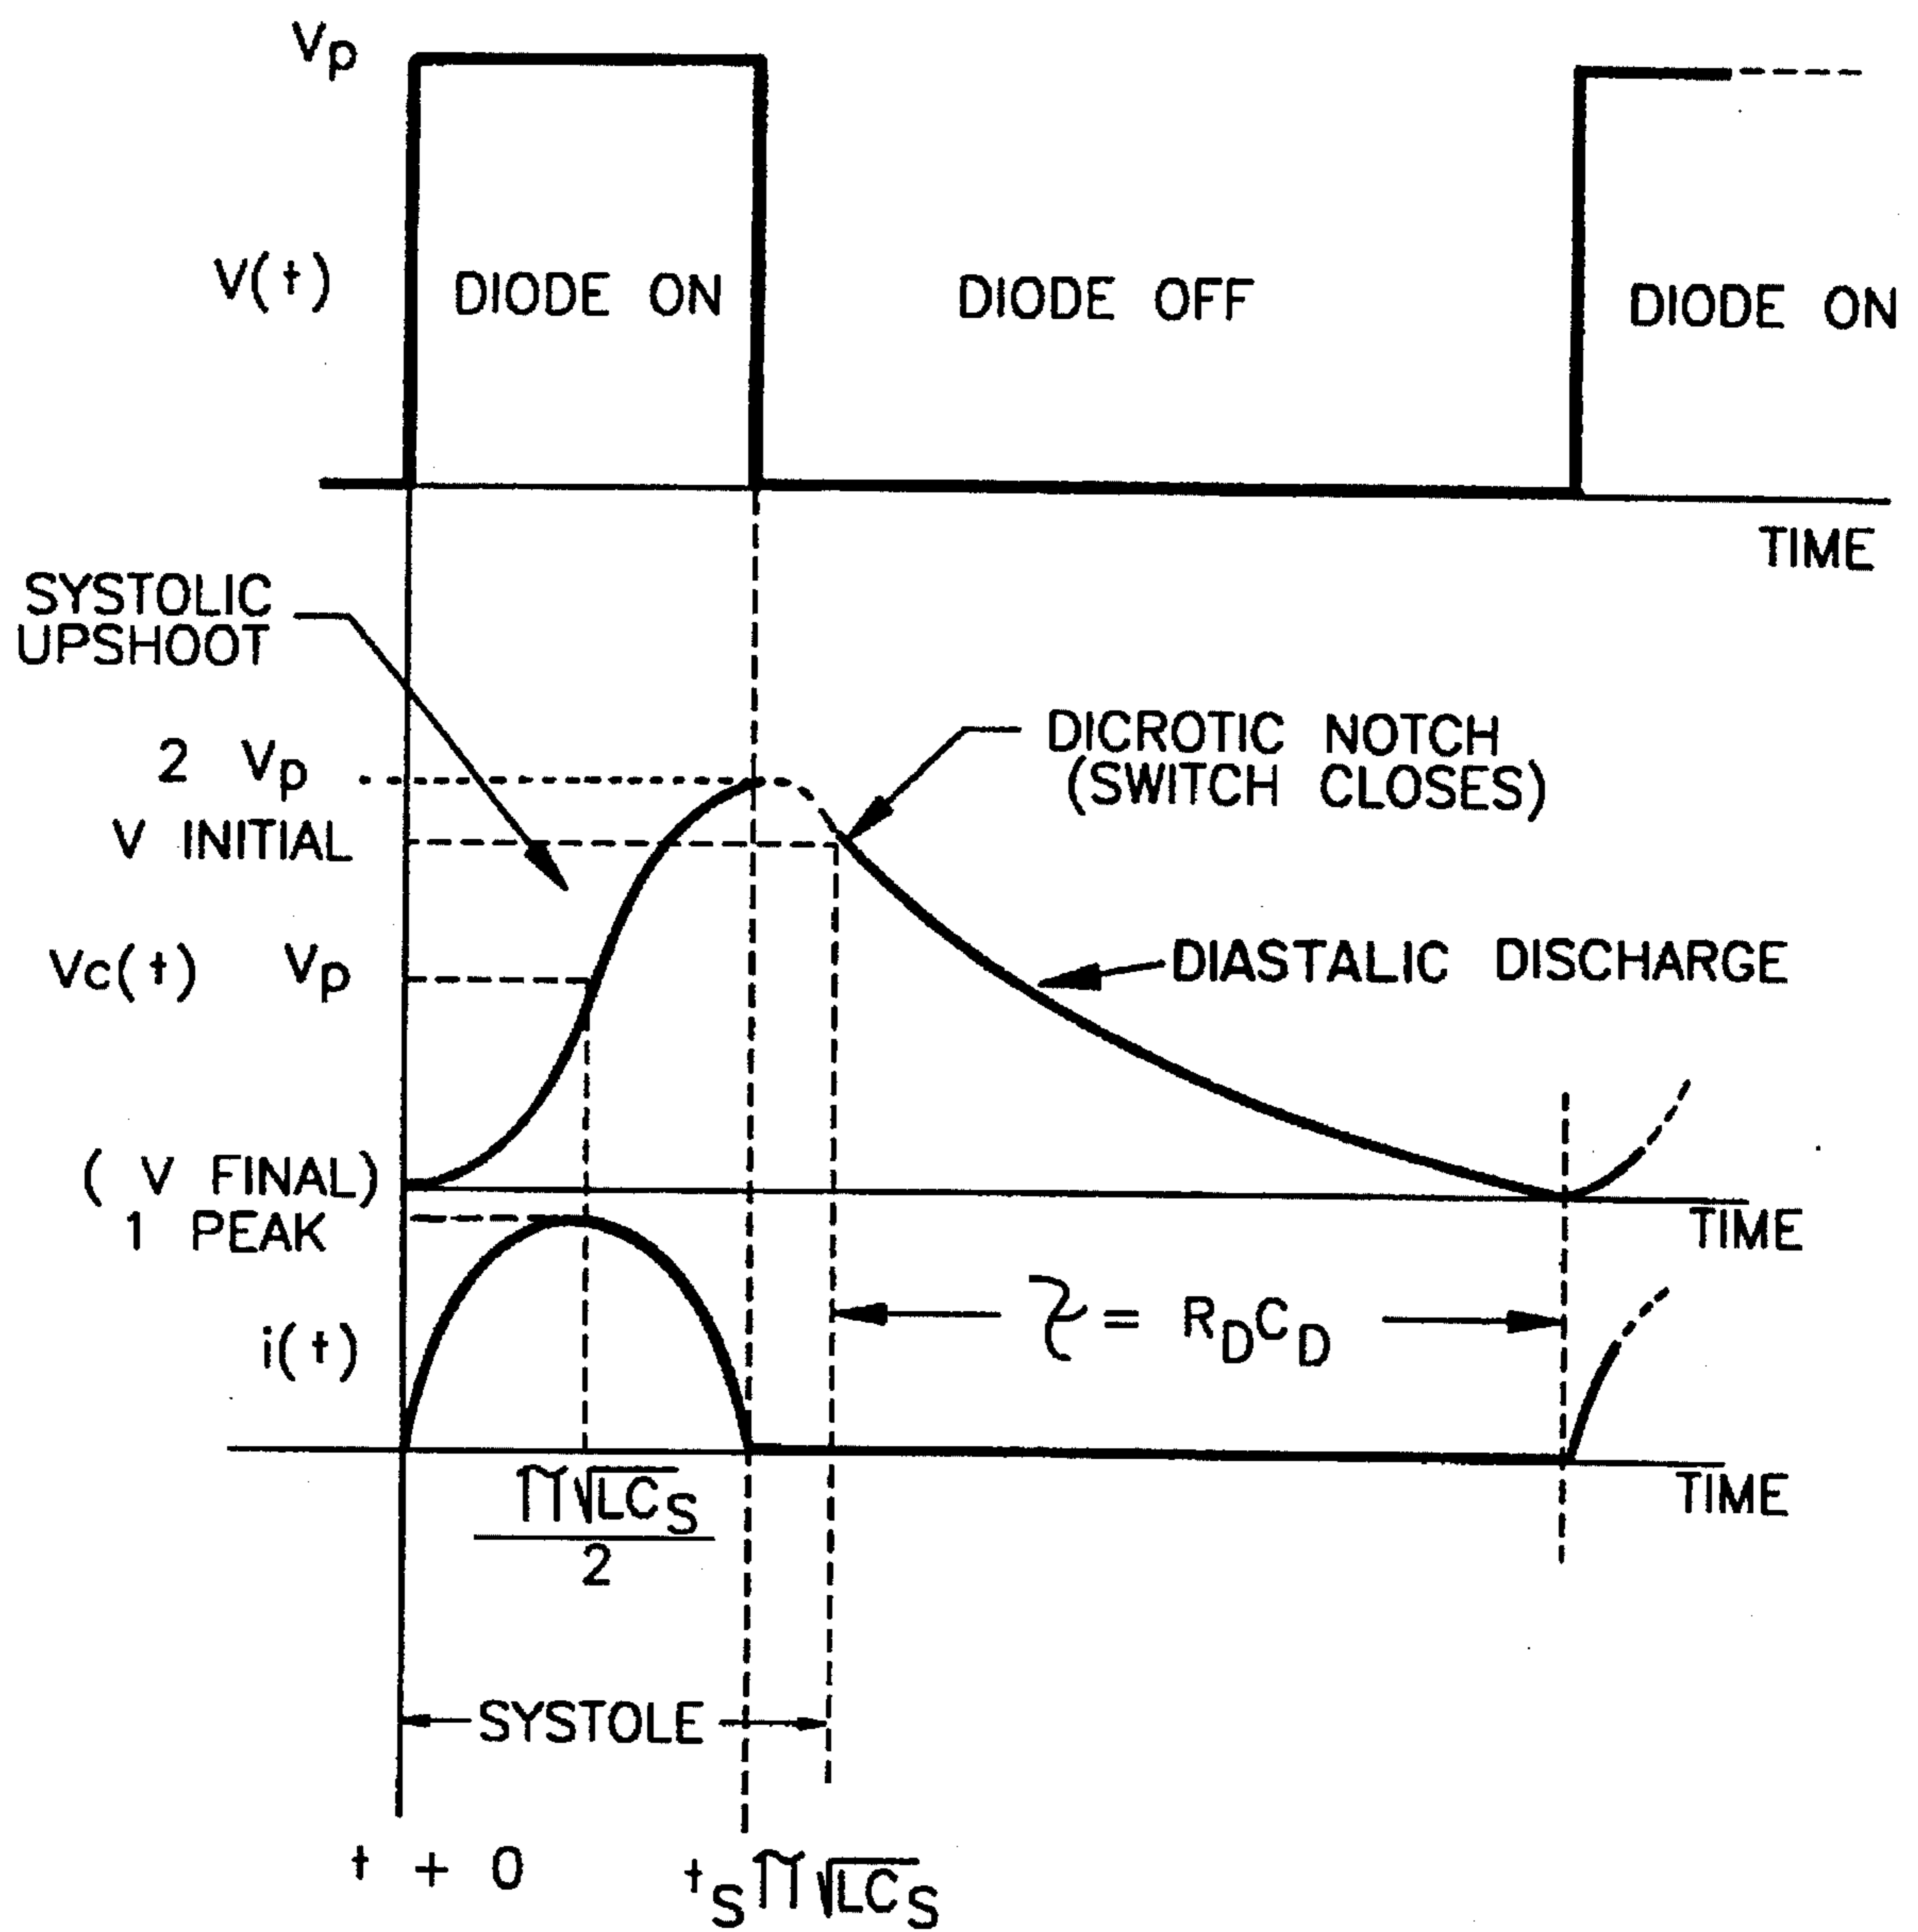 Vp
V(t)
DIODE ON
DIODE OFF
DIODE ON
TIME
SYSTOLIC
UPSHOOT
2 Vp
DICROTIC NOTCH
(SWITCH CLOSES)
V INITIAL
Vc(t)
Vp
DIASTALIC DISCHARGE
( V FINAL)
TIME
1 PEAK
i(t)
τ = RDCD
TIME
π√LCS
2
SYSTOLE
t + 0
tS π√LCS